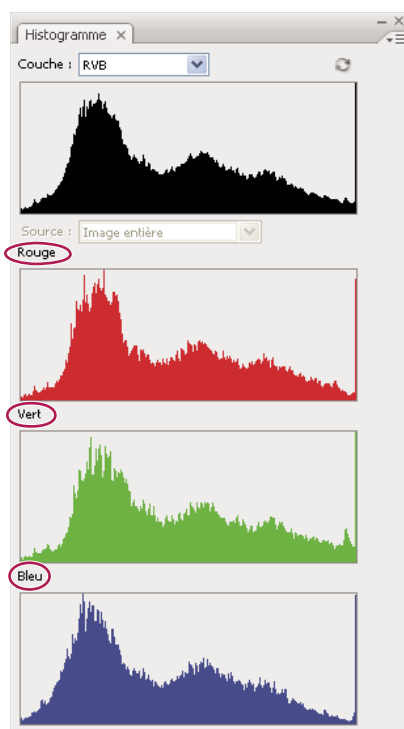 Histogramme
Couche : RVB
Source : Image entière
Rouge
Vert
Bleu